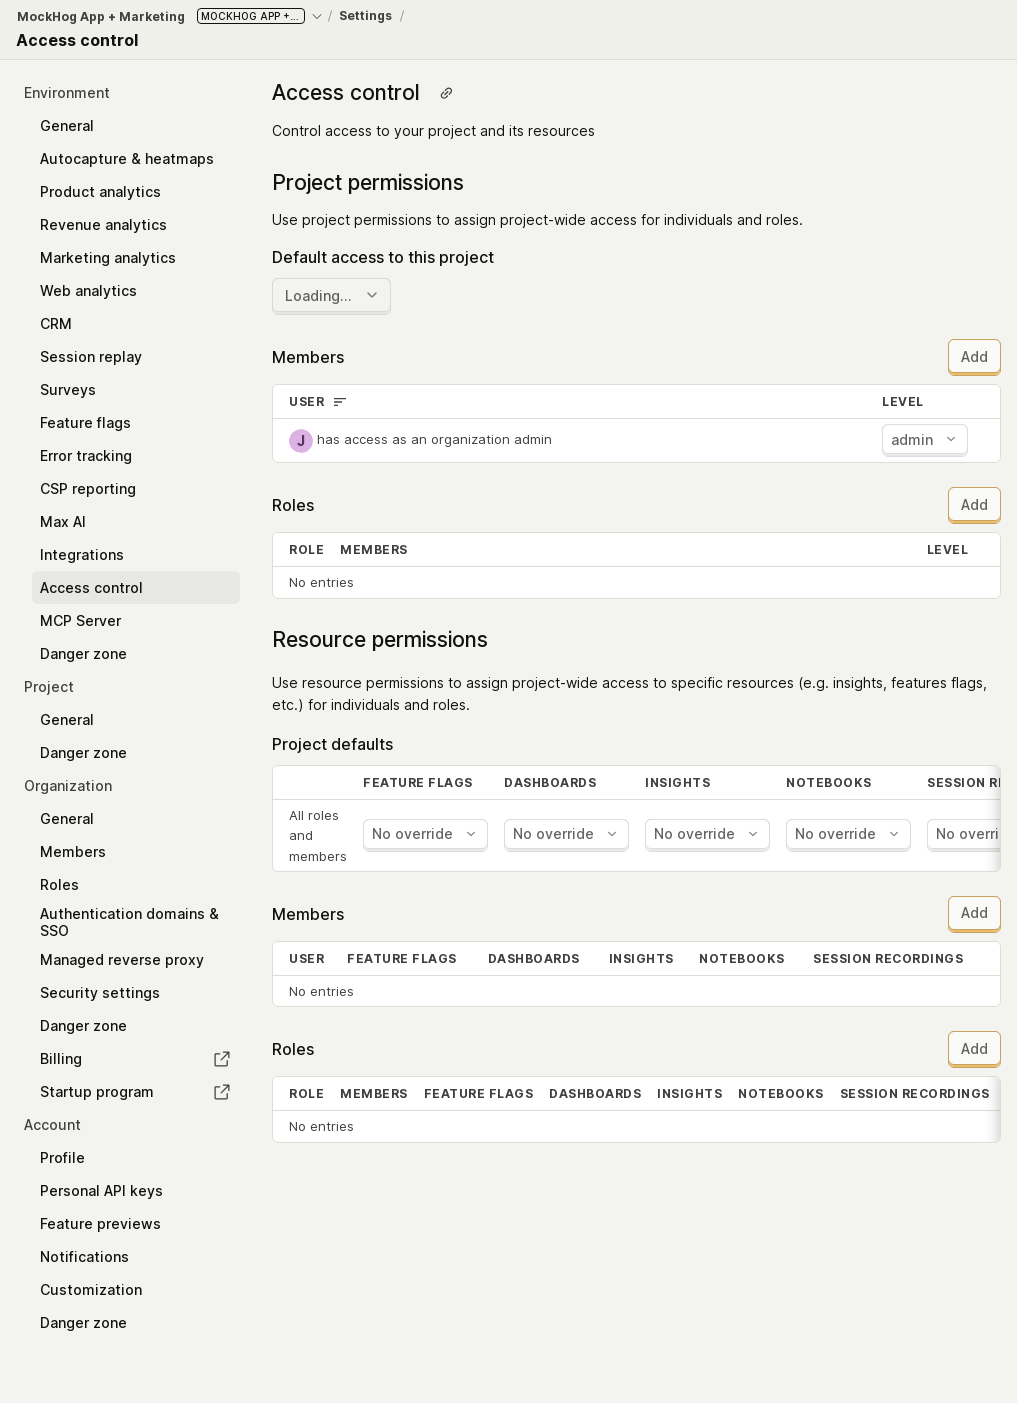 MockHog App + Marketing MOCKHOG APP +... / Settings /
Access control
Environment
General
Autocapture & heatmaps
Product analytics
Revenue analytics
Marketing analytics
Web analytics
CRM
Session replay
Surveys
Feature flags
Error tracking
CSP reporting
Max AI
Integrations
Access control
MCP Server
Danger zone
Project
General
Danger zone
Organization
General
Members
Roles
Authentication domains &
SSO
Managed reverse proxy
Security settings
Danger zone
Billing
Startup program
Account
Profile
Personal API keys
Feature previews
Notifications
Customization
Danger zone
Access control
Control access to your project and its resources
Project permissions
Use project permissions to assign project-wide access for individuals and roles.
Default access to this project
Loading...
Members Add
USER LEVEL
J has access as an organization admin admin
Roles Add
ROLE MEMBERS LEVEL
No entries
Resource permissions
Use resource permissions to assign project-wide access to specific resources (e.g. insights, features flags,
etc.) for individuals and roles.
Project defaults
FEATURE FLAGS DASHBOARDS INSIGHTS NOTEBOOKS SESSION RE
All roles
and
members
No override No override No override No override No overri
Members Add
USER FEATURE FLAGS DASHBOARDS INSIGHTS NOTEBOOKS SESSION RECORDINGS
No entries
Roles Add
ROLE MEMBERS FEATURE FLAGS DASHBOARDS INSIGHTS NOTEBOOKS SESSION RECORDINGS
No entries